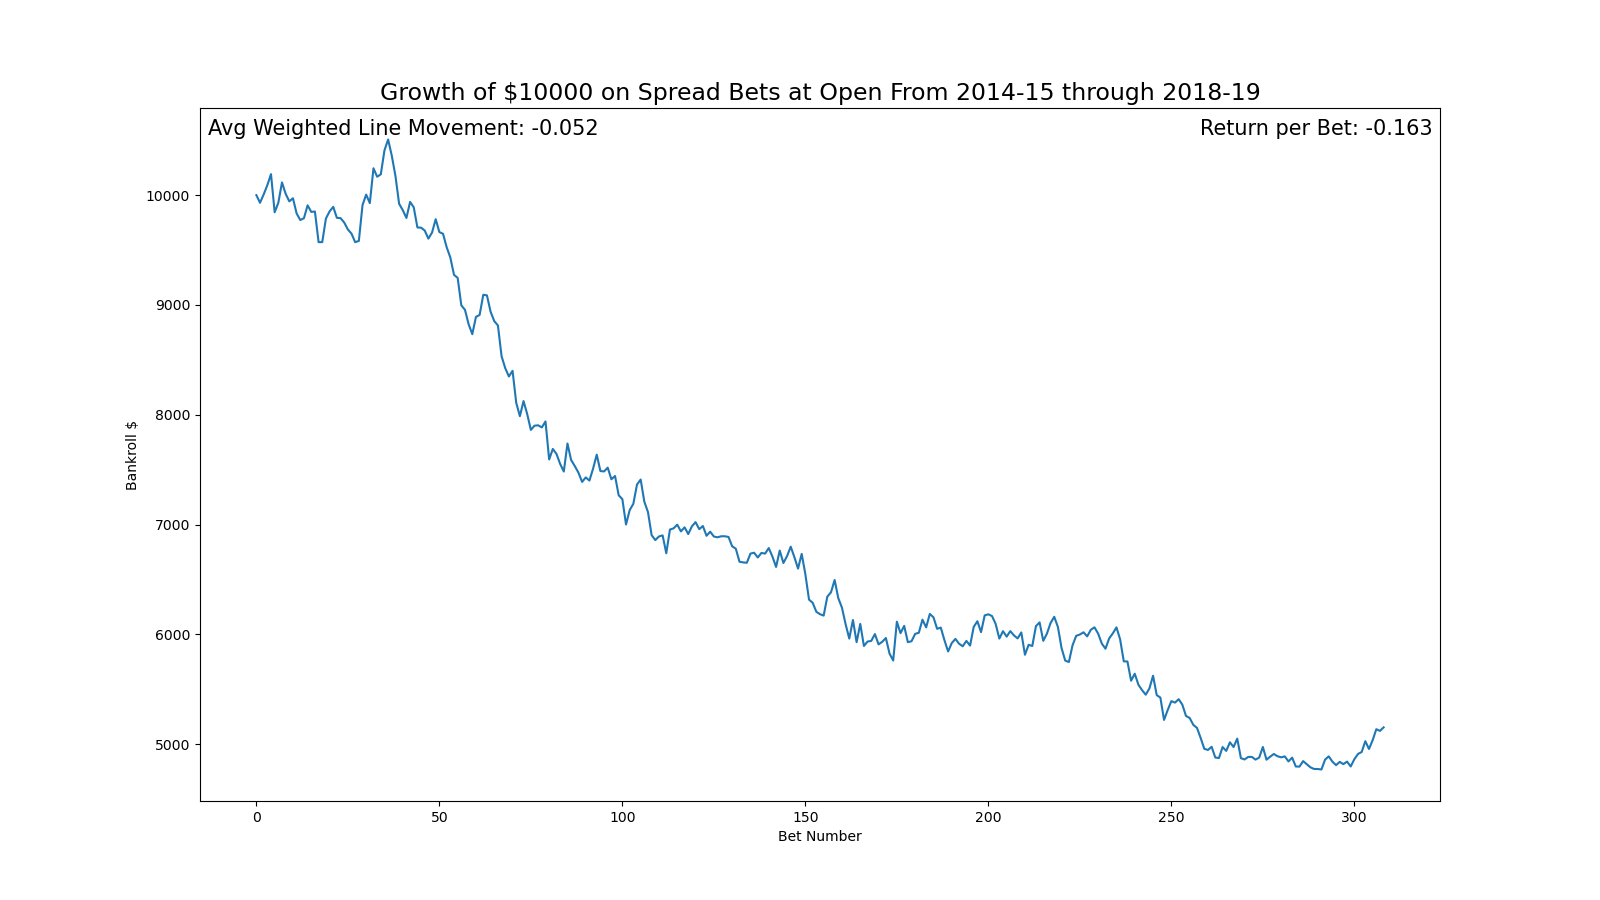 Growth of $10000 on Spread Bets at Open From 2014-15 through 2018-19
Avg Weighted Line Movement: -0.052
Return per Bet: -0.163
10000
9000
8000
7000
6000
5000
Bankroll $
0
50
100
150
200
250
300
Bet Number